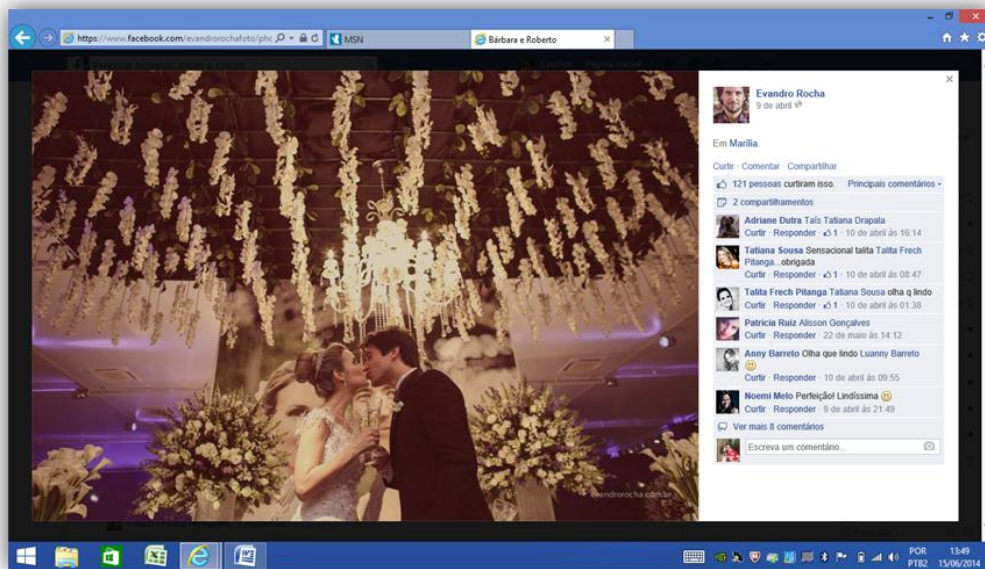 https://www.facebook.com/evandrorochafoto/phc
MSN
Bárbara e Roberto
Evandro Rocha
9 de abril
Em Marília.
Curtir · Comentar · Compartilhar
121 pessoas curtiram isso. Principais comentários
2 compartilhamentos
Adriane Dutra Taís Tatiana Drapala
Curtir · Responder · 1 · 10 de abril às 16:14
Tatiana Sousa Sensacional talita Talita Frech
Pitanga...obrigada
Curtir · Responder · 1 · 10 de abril às 08:47
Talita Frech Pitanga Tatiana Sousa olha q lindo
Curtir · Responder · 1 · 10 de abril às 01:38
Patricia Ruiz Alisson Gonçalves
Curtir · Responder · 22 de maio às 14:12
Anny Barreto Olha que lindo Luanny Barreto
Curtir · Responder · 10 de abril às 09:55
Noemi Melo Perfeição! Lindíssima
Curtir · Responder · 9 de abril às 21:49
Ver mais 8 comentários
Escreva um comentário...
evandrorocha.com.br
POR 13:49
PTB2 15/06/2014